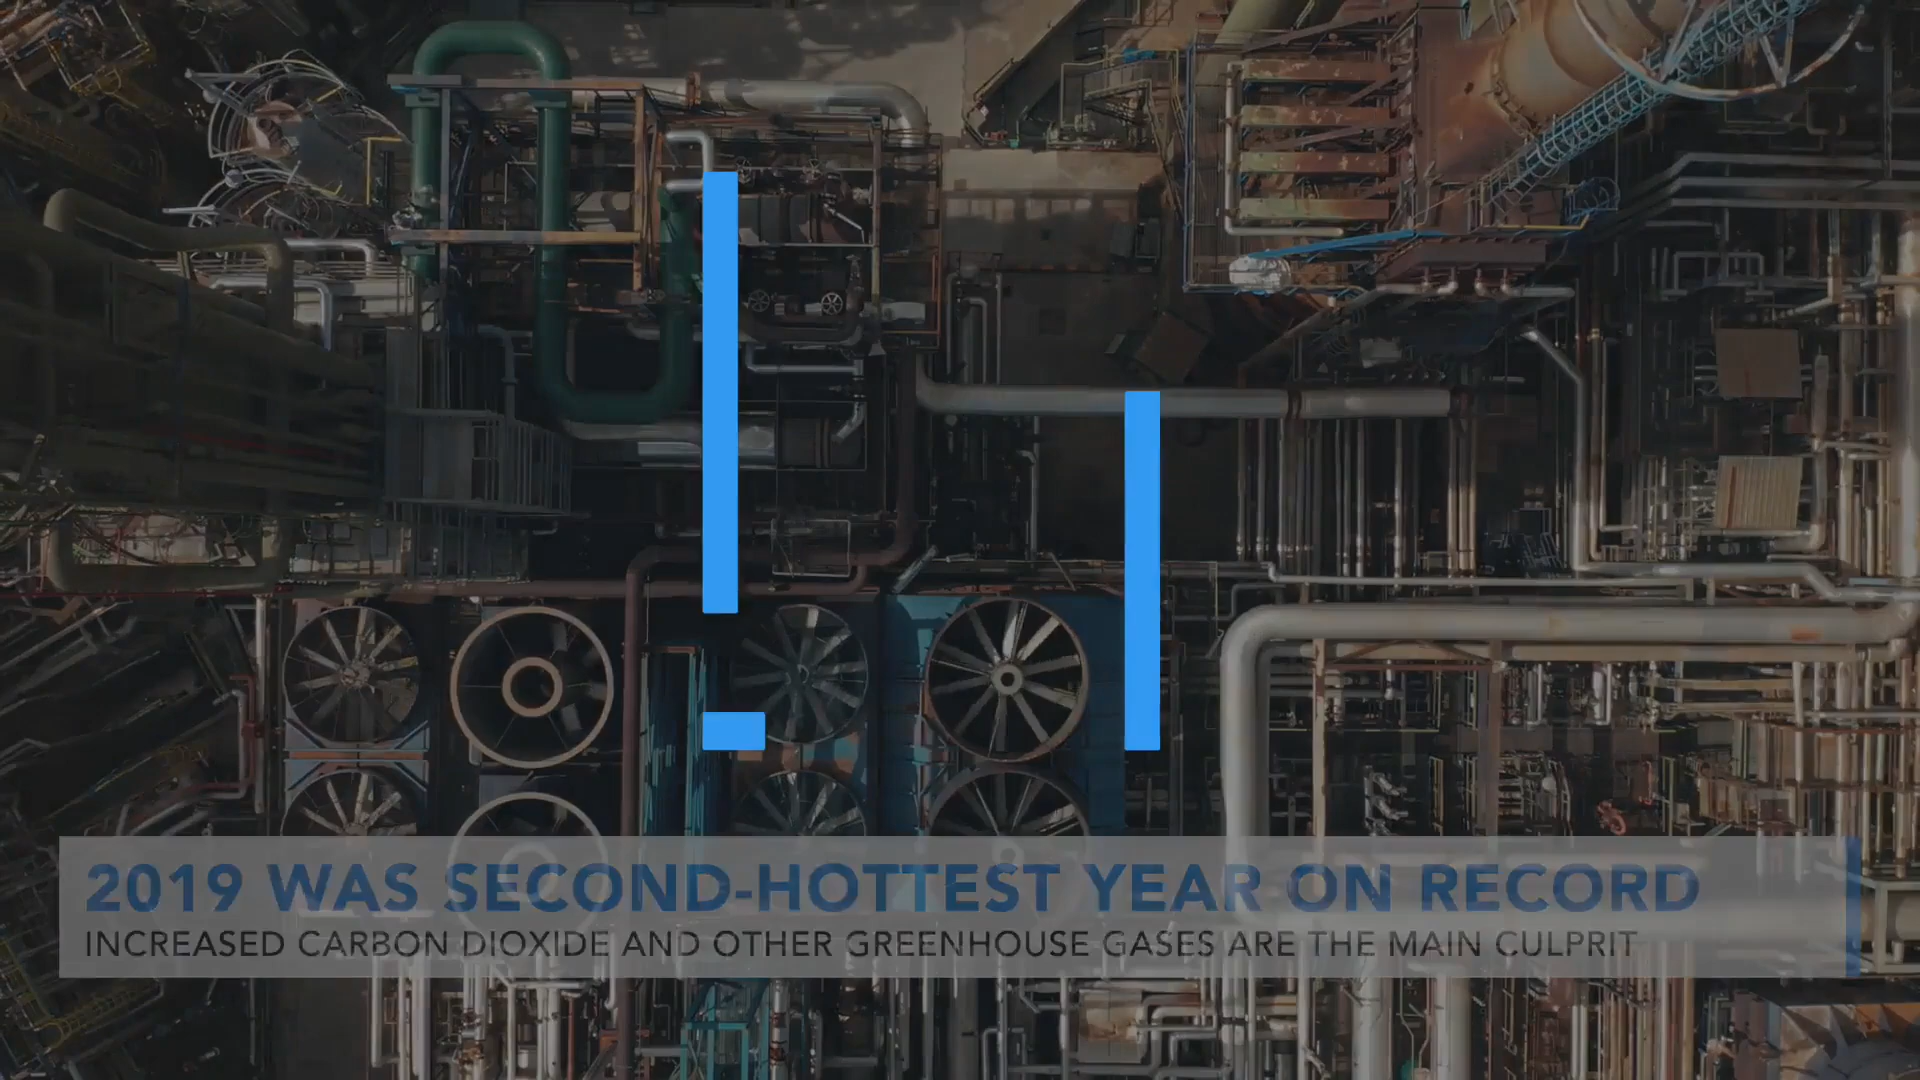 2019 WAS SECOND-HOTTEST YEAR ON RECORD
INCREASED CARBON DIOXIDE AND OTHER GREENHOUSE GASES ARE THE MAIN CULPRIT